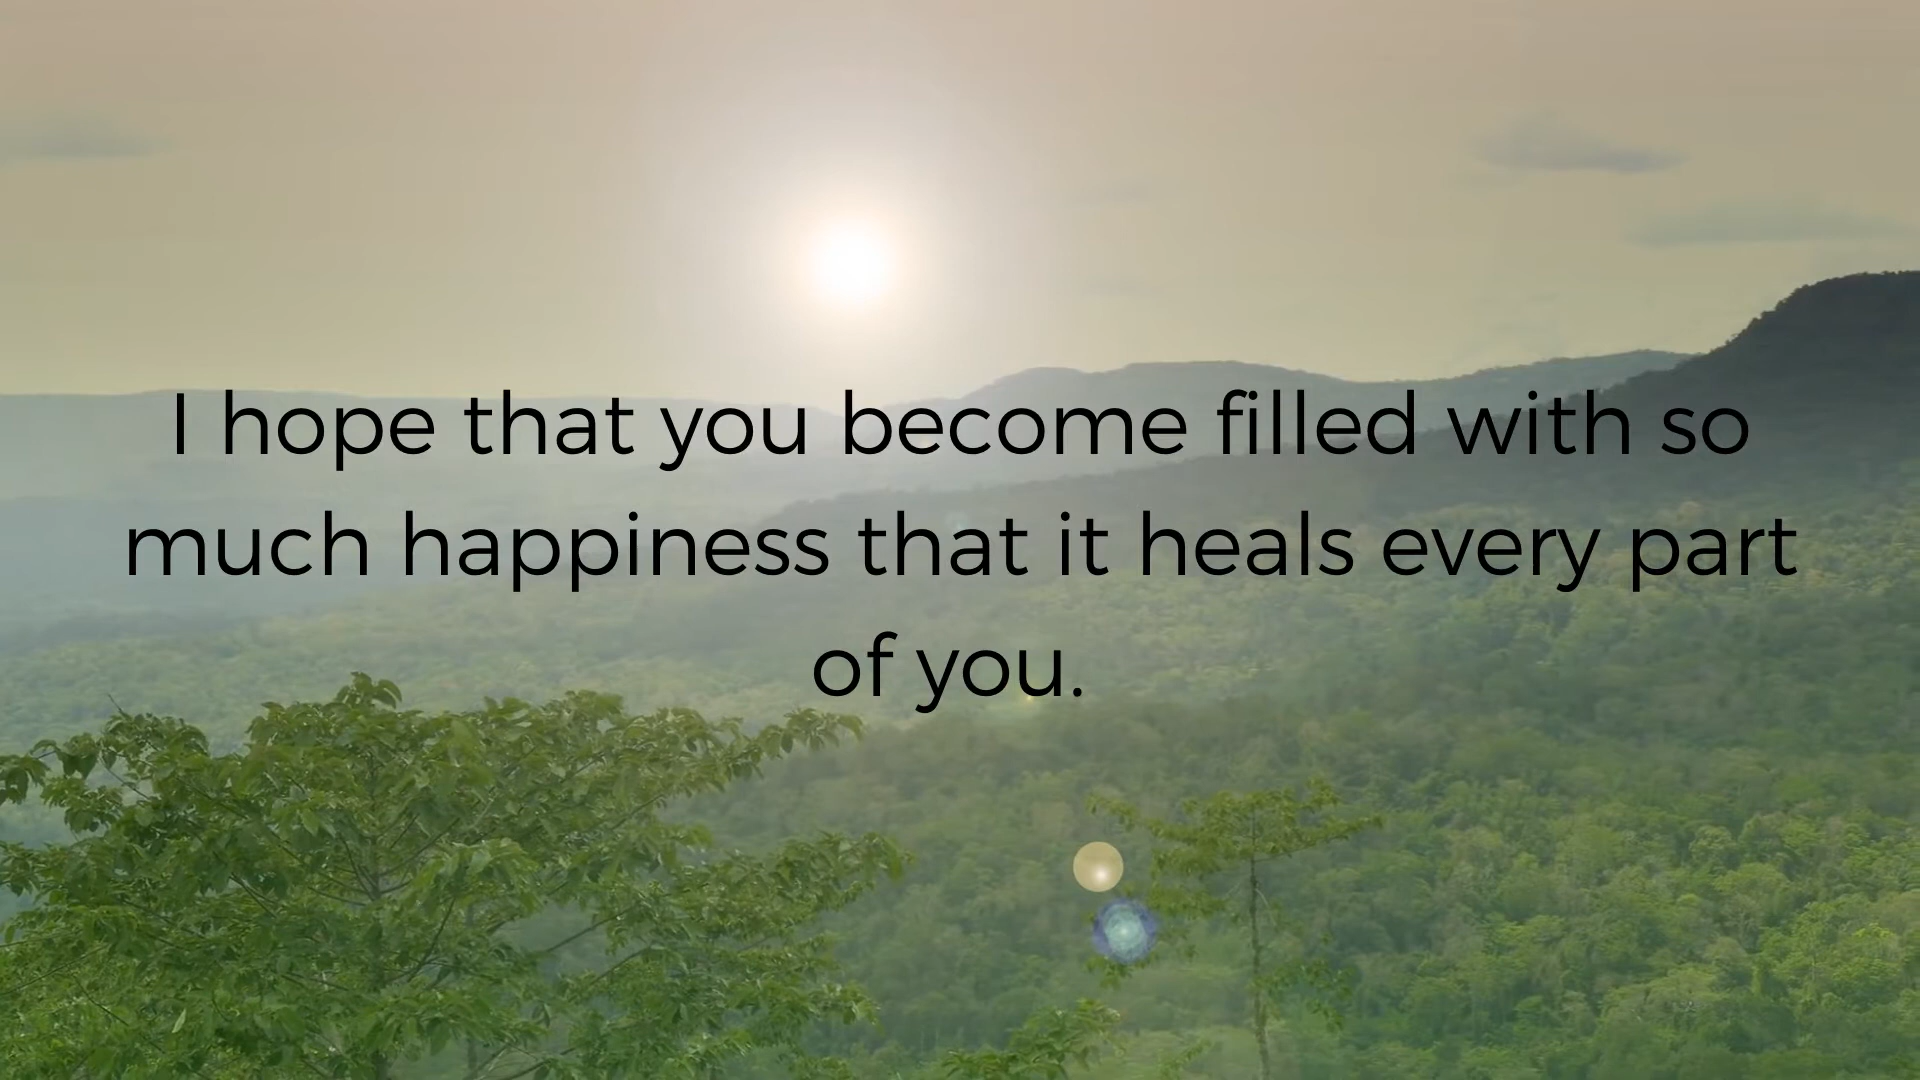 I hope that you become filled with so
much happiness that it heals every part
of you.